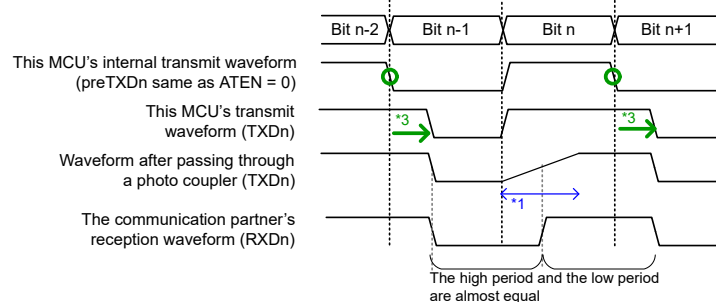 Bit n-2 Bit n-1 Bit n Bit n+1
This MCU's internal transmit waveform
(preTXDn same as ATEN = 0)
This MCU's transmit
waveform (TXDn)
*3 *3
Waveform after passing through
a photo coupler (TXDn)
*1
The communication partner's
reception waveform (RXDn)
The high period and the low period
are almost equal